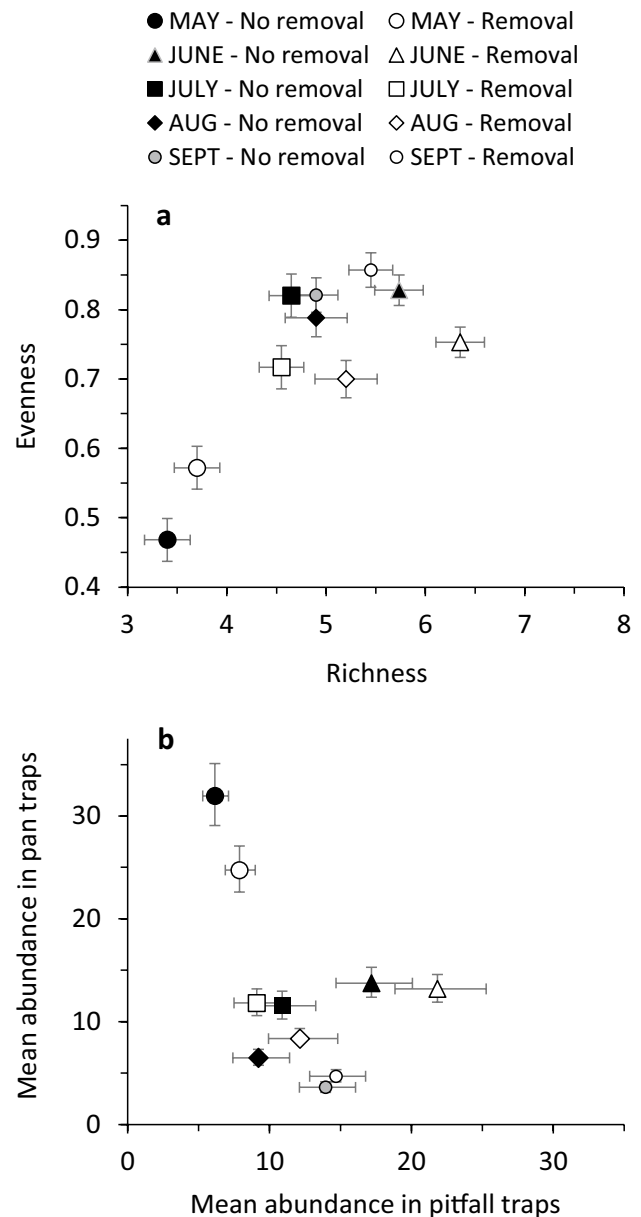 MAY - No removal MAY - Removal
JUNE - No removal JUNE - Removal
JULY - No removal JULY - Removal
AUG - No removal AUG - Removal
SEPT - No removal SEPT - Removal
a
0.9
0.8
0.7
0.6
0.5
0.4
Evenness
3 4 5 6 7 8
Richness
b
30
20
10
0
Mean abundance in pan traps
0 10 20 30
Mean abundance in pitfall traps